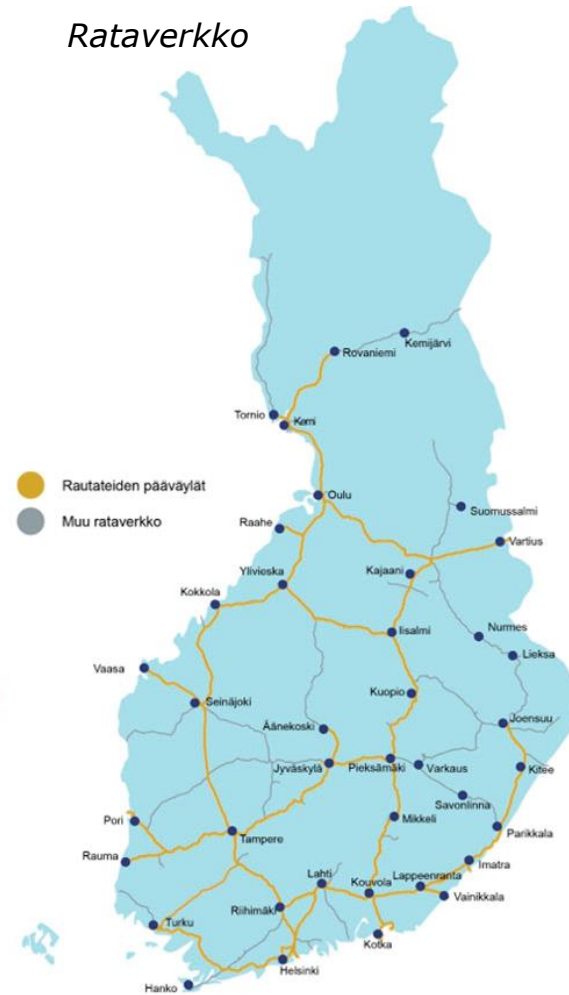 Rataverkko
Rovaniemi
Kemijärvi
Tornio
Kemi
Rautateiden pääväylät
Oulu
Muu rataverkko
Suomussalmi
Raahe
Vartius
Ylivieska
Kajaani
Kokkola
Iisalmi
Nurmes
Lieksa
Vaasa
Kuopio
Seinäjoki
Joensuu
Äänekoski
Jyväskylä
Pieksämäki
Varkaus
Kitee
Savonlinna
Pori
Mikkeli
Parikkala
Tampere
Rauma
Imatra
Lahti
Lappeenranta
Kouvola
Vainikkala
Riihimäki
Turku
Kotka
Helsinki
Hanko